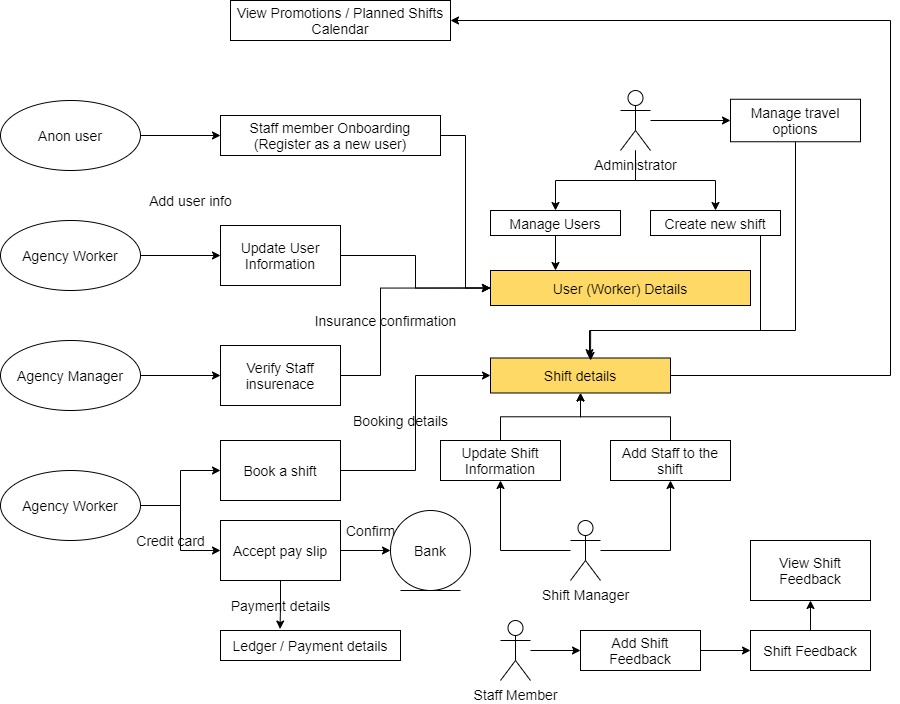 View Promotions / Planned Shifts
Calendar
Anon user
Staff member Onboarding
(Register as a new user)
Administrator
Manage travel
options
Add user info
Manage Users
Create new shift
Agency Worker
Update User
Information
User (Worker) Details
Insurance confirmation
Agency Manager
Verify Staff
insurenace
Shift details
Booking details
Update Shift
Information
Add Staff to the
shift
Book a shift
Agency Worker
Credit card
Accept pay slip
Confirm
Bank
View Shift
Feedback
Shift Manager
Payment details
Ledger / Payment details
Add Shift
Feedback
Shift Feedback
Staff Member